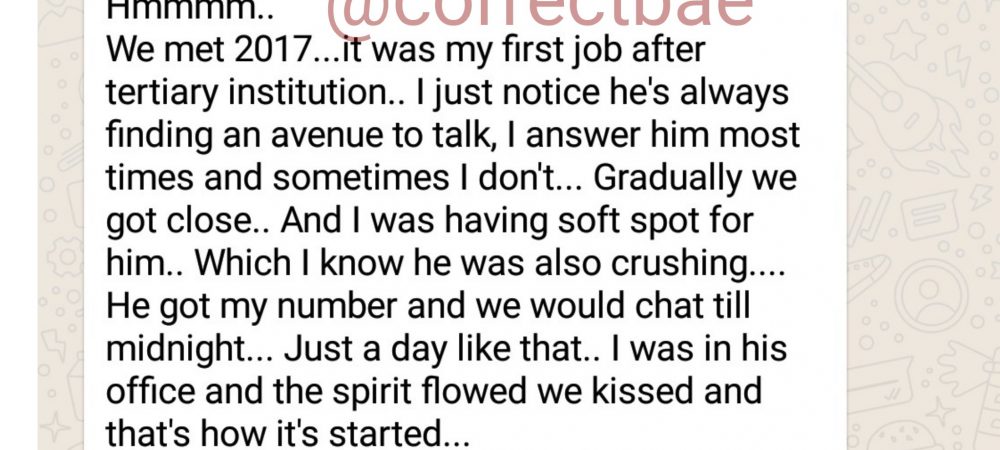 Hmmmm..
@correctbae
We met 2017...it was my first job after
tertiary institution.. I just notice he's always
finding an avenue to talk, I answer him most
times and sometimes I don't... Gradually we
got close.. And I was having soft spot for
him.. Which I know he was also crushing....
He got my number and we would chat till
midnight... Just a day like that.. I was in his
office and the spirit flowed we kissed and
that's how it's started...